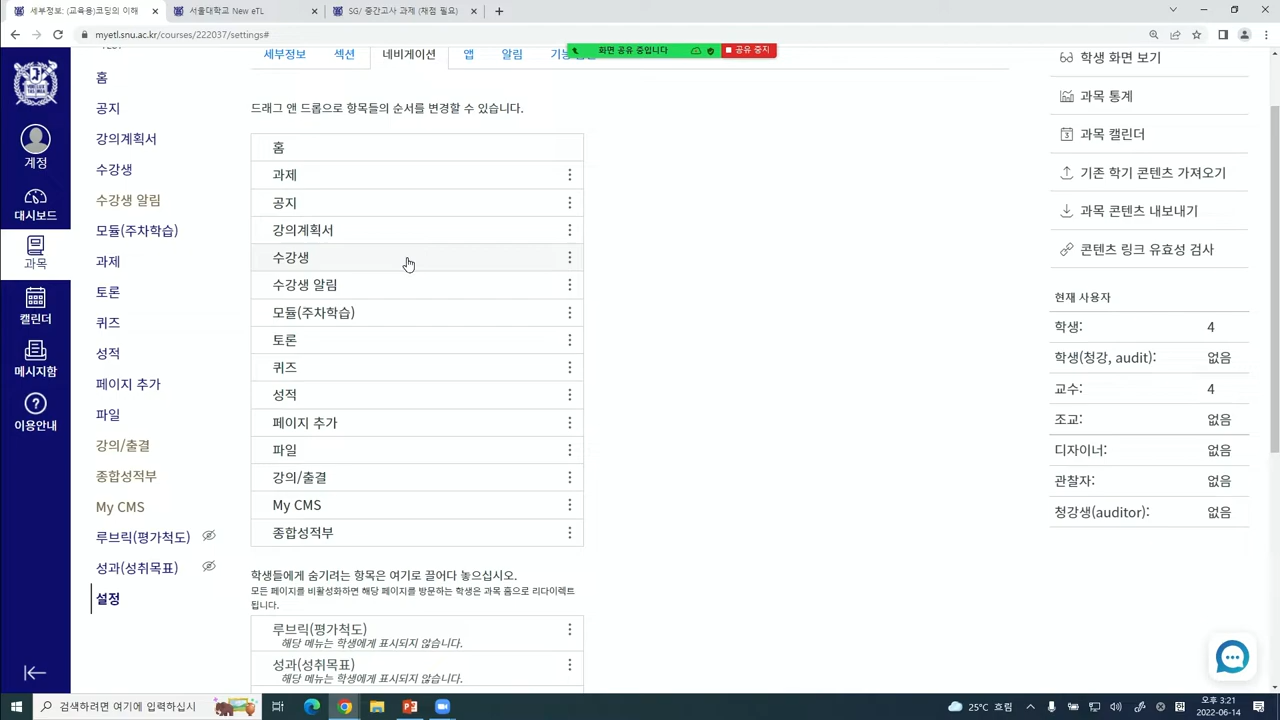 세부정보: (교육용)코딩의 이해
서울대학교 New eTL
SG/ 중간고사 과제 (채점 필요)
myetl.snu.ac.kr/courses/222037/settings#
화면 공유 중입니다
공유 중지
계정
대시보드
과목
캘린더
메시지함
이용안내
홈
공지
강의계획서
수강생
수강생 알림
모듈(주차학습)
과제
토론
퀴즈
성적
페이지 추가
파일
강의/출결
종합성적부
My CMS
루브릭(평가척도)
성과(성취목표)
설정
세부정보
섹션
네비게이션
앱
알림
드래그 앤 드롭으로 항목들의 순서를 변경할 수 있습니다.
홈
과제
공지
강의계획서
수강생
수강생 알림
모듈(주차학습)
토론
퀴즈
성적
페이지 추가
파일
강의/출결
My CMS
종합성적부
학생들에게 숨기려는 항목은 여기로 끌어다 놓으십시오.
모든 페이지를 비활성화하면 해당 페이지를 방문하는 학생은 과목 홈으로 리다이렉트
됩니다.
루브릭(평가척도)
해당 메뉴는 학생에게 표시되지 않습니다.
성과(성취목표)
해당 메뉴는 학생에게 표시되지 않습니다.
학생 화면 보기
과목 통계
과목 캘린더
기존 학기 콘텐츠 가져오기
과목 콘텐츠 내보내기
콘텐츠 링크 유효성 검사
현재 사용자
학생: 4
학생(청강, audit): 없음
교수: 4
조교: 없음
디자이너: 없음
관찰자: 없음
청강생(auditor): 없음
검색하려면 여기에 입력하십시
25°C 흐림
오후 3:21
2022-06-14